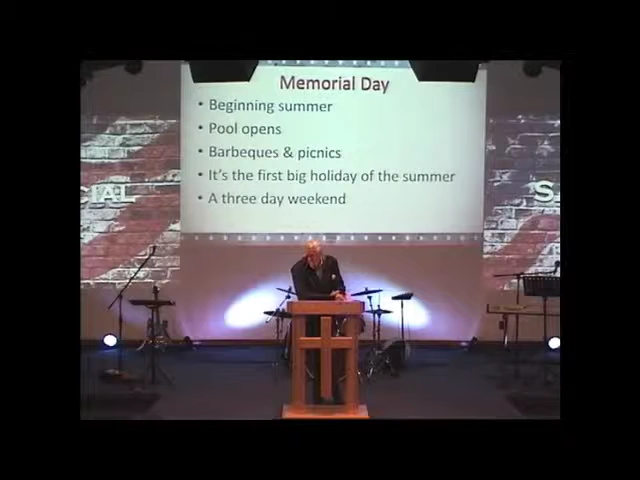 Memorial Day
• Beginning summer
• Pool opens
• Barbeques & picnics
• It's the first big holiday of the summer
• A three day weekend